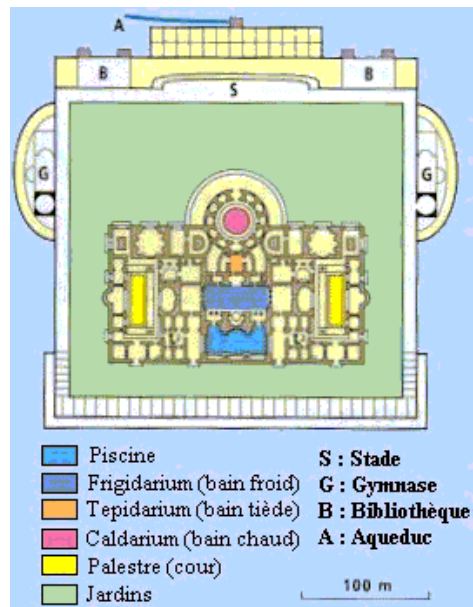 A
B
B
S
G
G
Piscine
Frigidarium (bain froid)
Tepidarium (bain tiède)
Caldarium (bain chaud)
Palestre (cour)
Jardins
S : Stade
G : Gymnase
B : Bibliothèque
A : Aqueduc
100 m